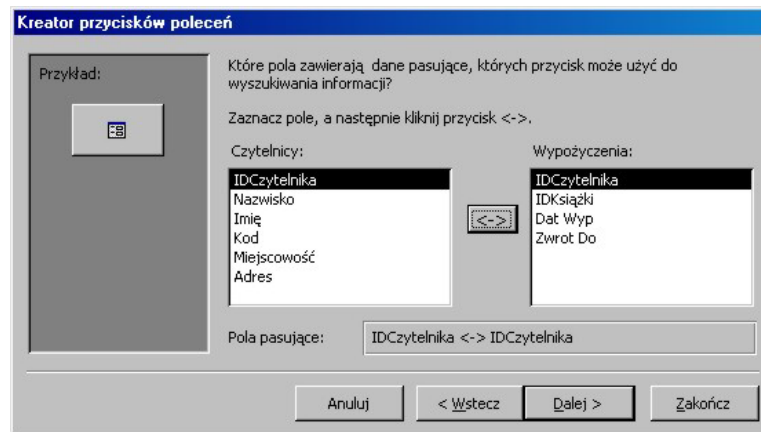 Kreator przycisków poleceń
Przykład:
Które pola zawierają dane pasujące, których przycisk może użyć do
wyszukiwania informacji?
Zaznacz pole, a następnie kliknij przycisk <->.
Czytelnicy:
IDCzytelnika
Nazwisko
Imię
Kod
Miejscowość
Adres
<->
Wypożyczenia:
IDCzytelnika
IDKsiążki
Dat Wyp
Zwrot Do
Pola pasujące: IDCzytelnika <-> IDCzytelnika
Anuluj < Wstecz Dalej > Zakończ